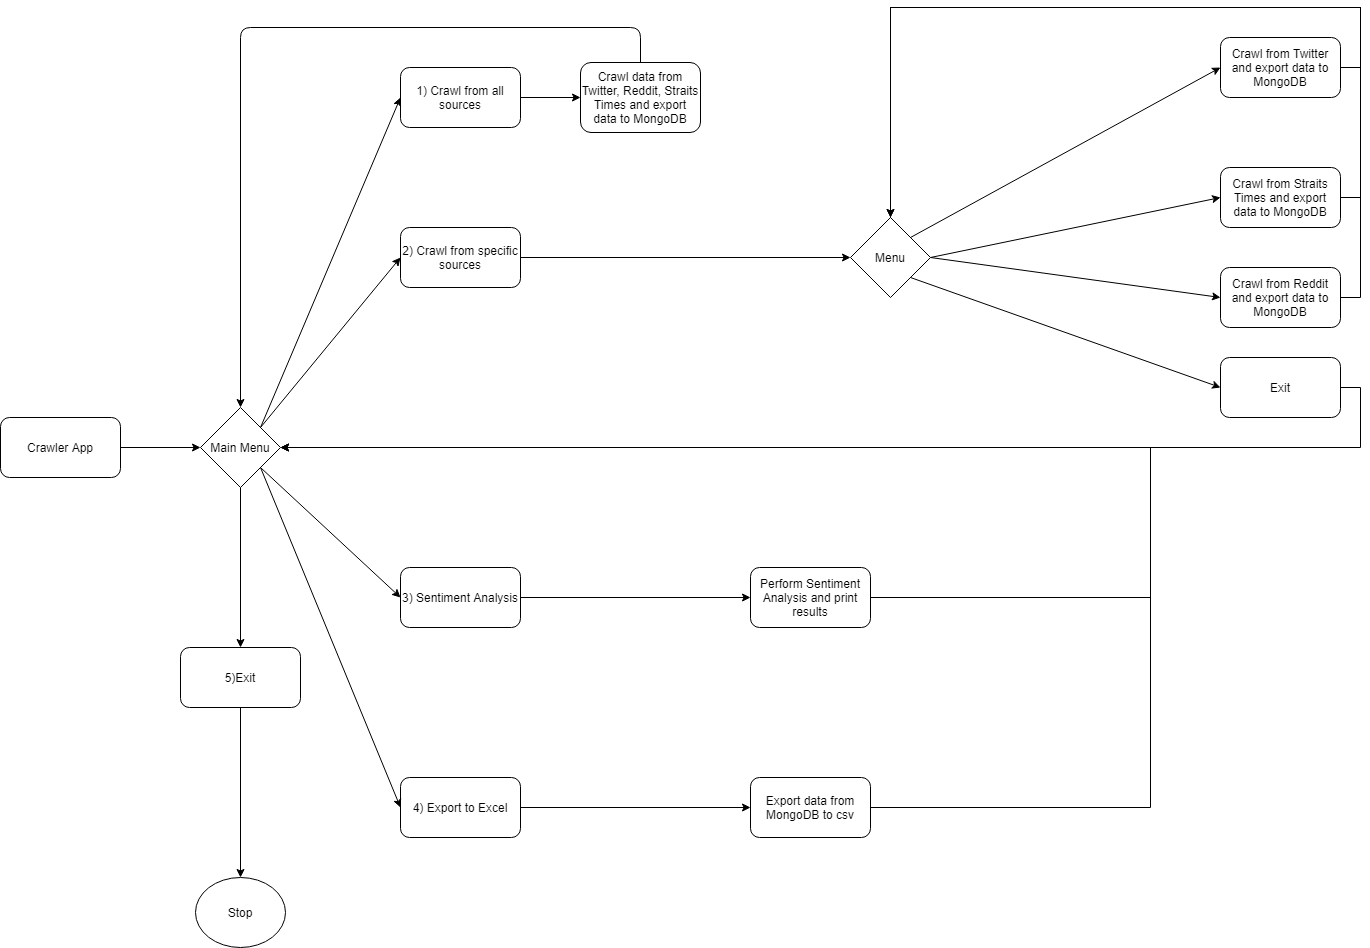 1) Crawl from all
sources
Crawl data from
Twitter, Reddit, Straits
Times and export
data to MongoDB
Crawl from Twitter
and export data to
MongoDB
Crawl from Straits
Times and export
data to MongoDB
2) Crawl from specific
sources
Menu
Crawl from Reddit
and export data to
MongoDB
Exit
Crawler App
Main Menu
3) Sentiment Analysis
Perform Sentiment
Analysis and print
results
5)Exit
4) Export to Excel
Export data from
MongoDB to csv
Stop